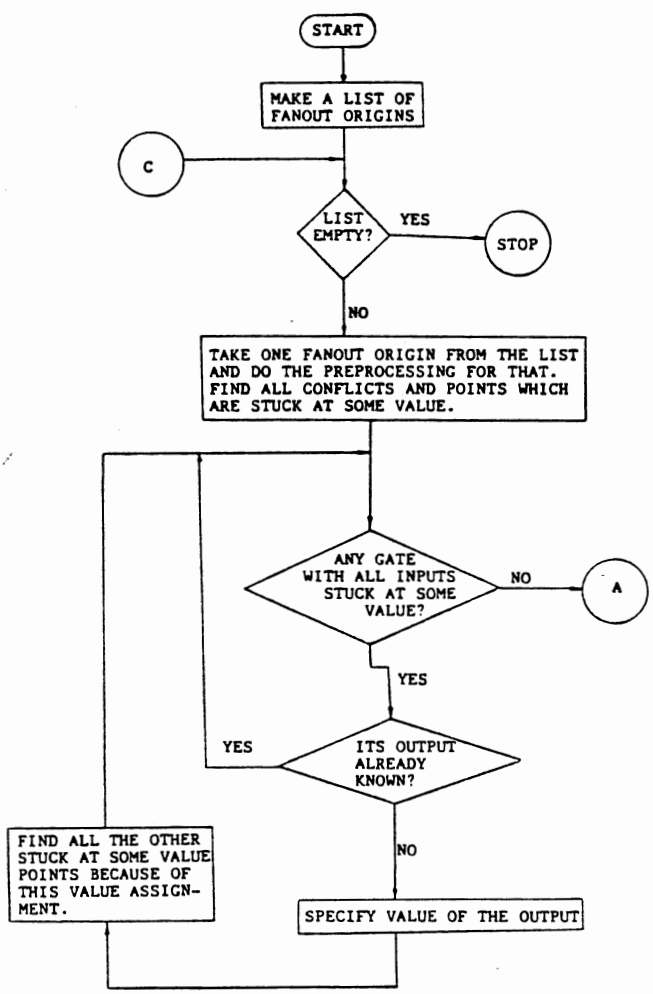 START
MAKE A LIST OF
FANOUT ORIGINS
C
LIST
EMPTY?
YES
STOP
NO
TAKE ONE FANOUT ORIGIN FROM THE LIST
AND DO THE PREPROCESSING FOR THAT.
FIND ALL CONFLICTS AND POINTS WHICH
ARE STUCK AT SOME VALUE.
ANY GATE
WITH ALL INPUTS
STUCK AT SOME
VALUE?
NO
A
YES
ITS OUTPUT
ALREADY
KNOWN?
YES
NO
FIND ALL THE OTHER
STUCK AT SOME VALUE
POINTS BECAUSE OF
THIS VALUE ASSIGN-
MENT.
SPECIFY VALUE OF THE OUTPUT